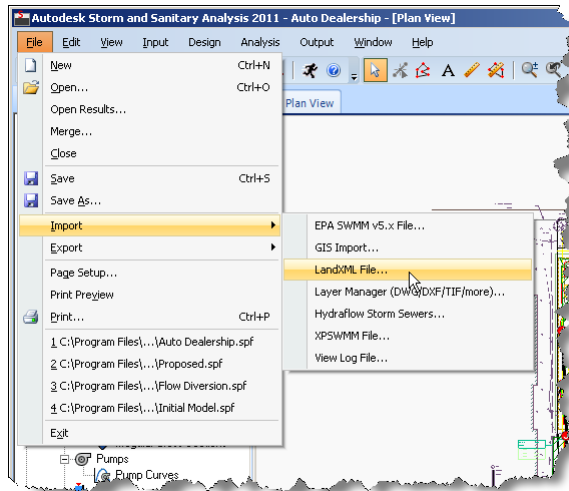 Autodesk Storm and Sanitary Analysis 2011 - Auto Dealership - [Plan View]
File Edit View Input Design Analysis Output Window Help
New Ctrl+N
Open... Ctrl+O
Plan View
Open Results...
Merge...
Close
Save Ctrl+S
Save As...
Import
EPA SWMM v5.x File...
Export
GIS Import...
LandXML File...
Page Setup...
Layer Manager (DWG/DXF/TIF/more)...
Print Preview
Hydraflow Storm Sewers...
Print... Ctrl+P
XPSWMM File...
1 C:\Program Files\...\Auto Dealership.spf
View Log File...
2 C:\Program Files\...\Proposed.spf
3 C:\Program Files\...\Flow Diversion.spf
4 C:\Program Files\...\Initial Model.spf
Exit
Pumps
Pump Curves